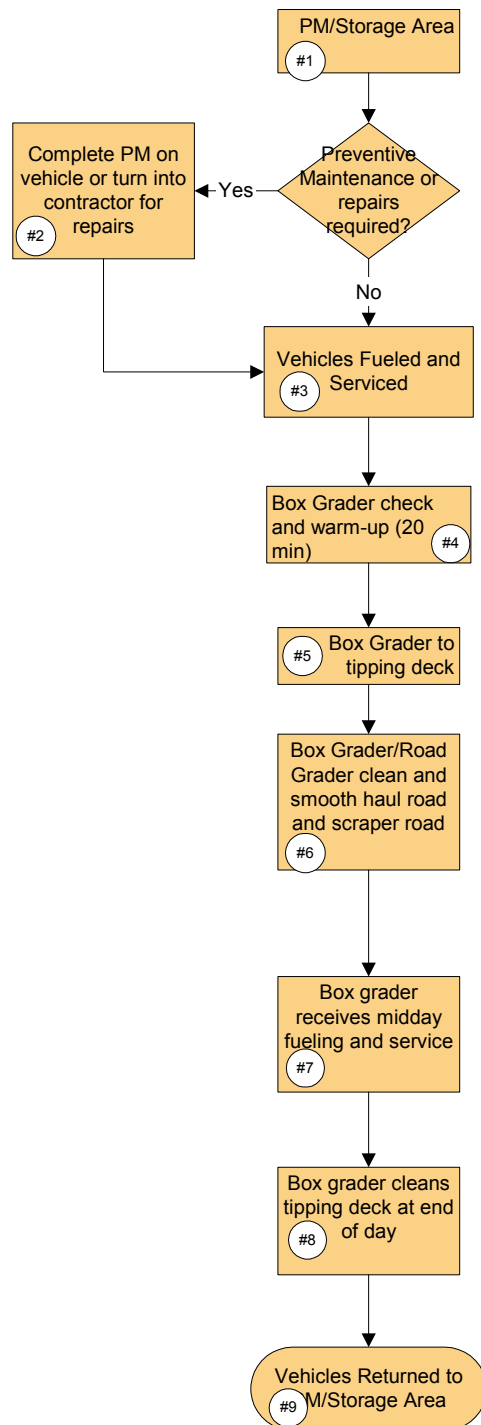 PM/Storage Area
#1
Preventive
Maintenance or
repairs
required?
Yes
Complete PM on
vehicle or turn into
contractor for
repairs
#2
No
Vehicles Fueled and
Serviced
#3
Box Grader check
and warm-up (20
min)
#4
#5
Box Grader to
tipping deck
Box Grader/Road
Grader clean and
smooth haul road
and scraper road
#6
Box grader
receives midday
fueling and service
#7
Box grader cleans
tipping deck at end
of day
#8
Vehicles Returned to
PM/Storage Area
#9